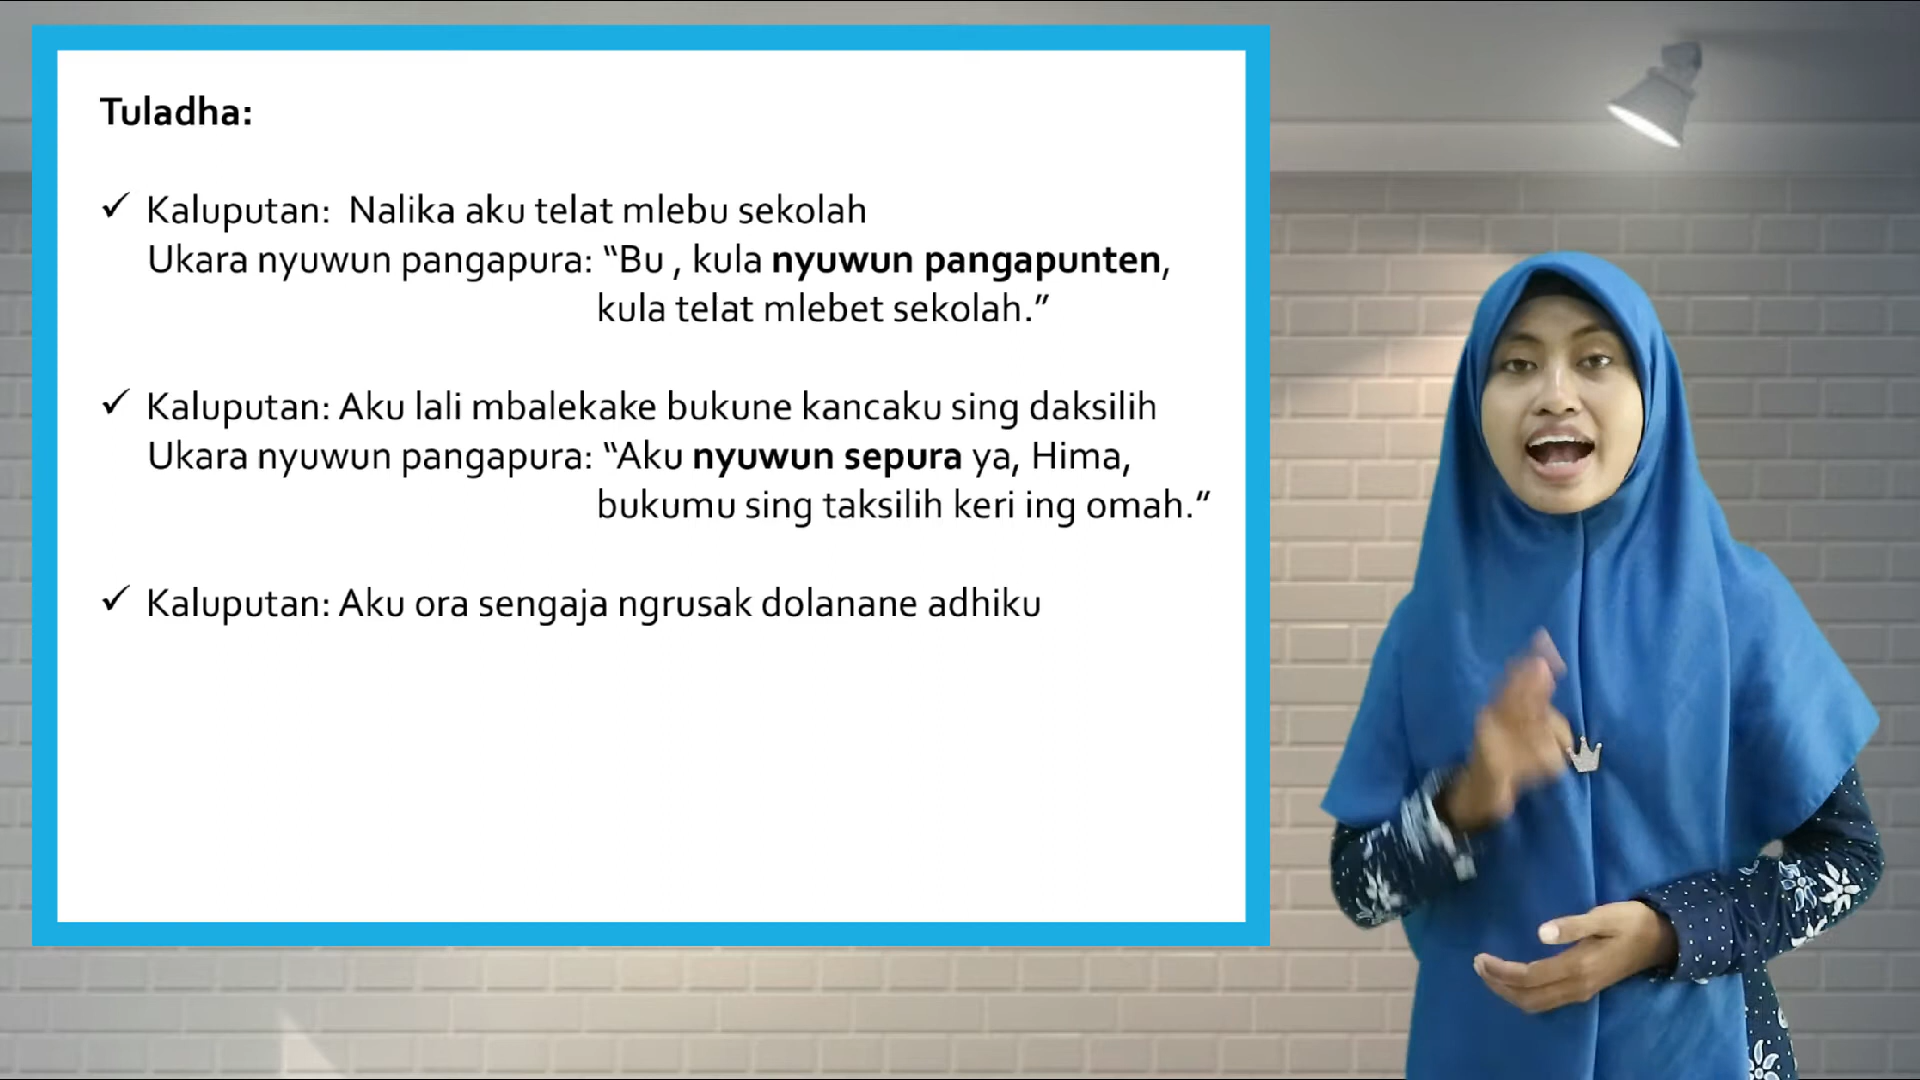 Tuladha:
✓ Kaluputan: Nalika aku telat mlebu sekolah
Ukara nyuwun pangapura: “Bu , kula nyuwun pangapunten,
kula telat mlebet sekolah.”
✓ Kaluputan: Aku lali mbalekake bukune kancaku sing daksilih
Ukara nyuwun pangapura: “Aku nyuwun sepura ya, Hima,
bukumu sing taksilih keri ing omah.“
✓ Kaluputan: Aku ora sengaja ngrusak dolanane adhiku